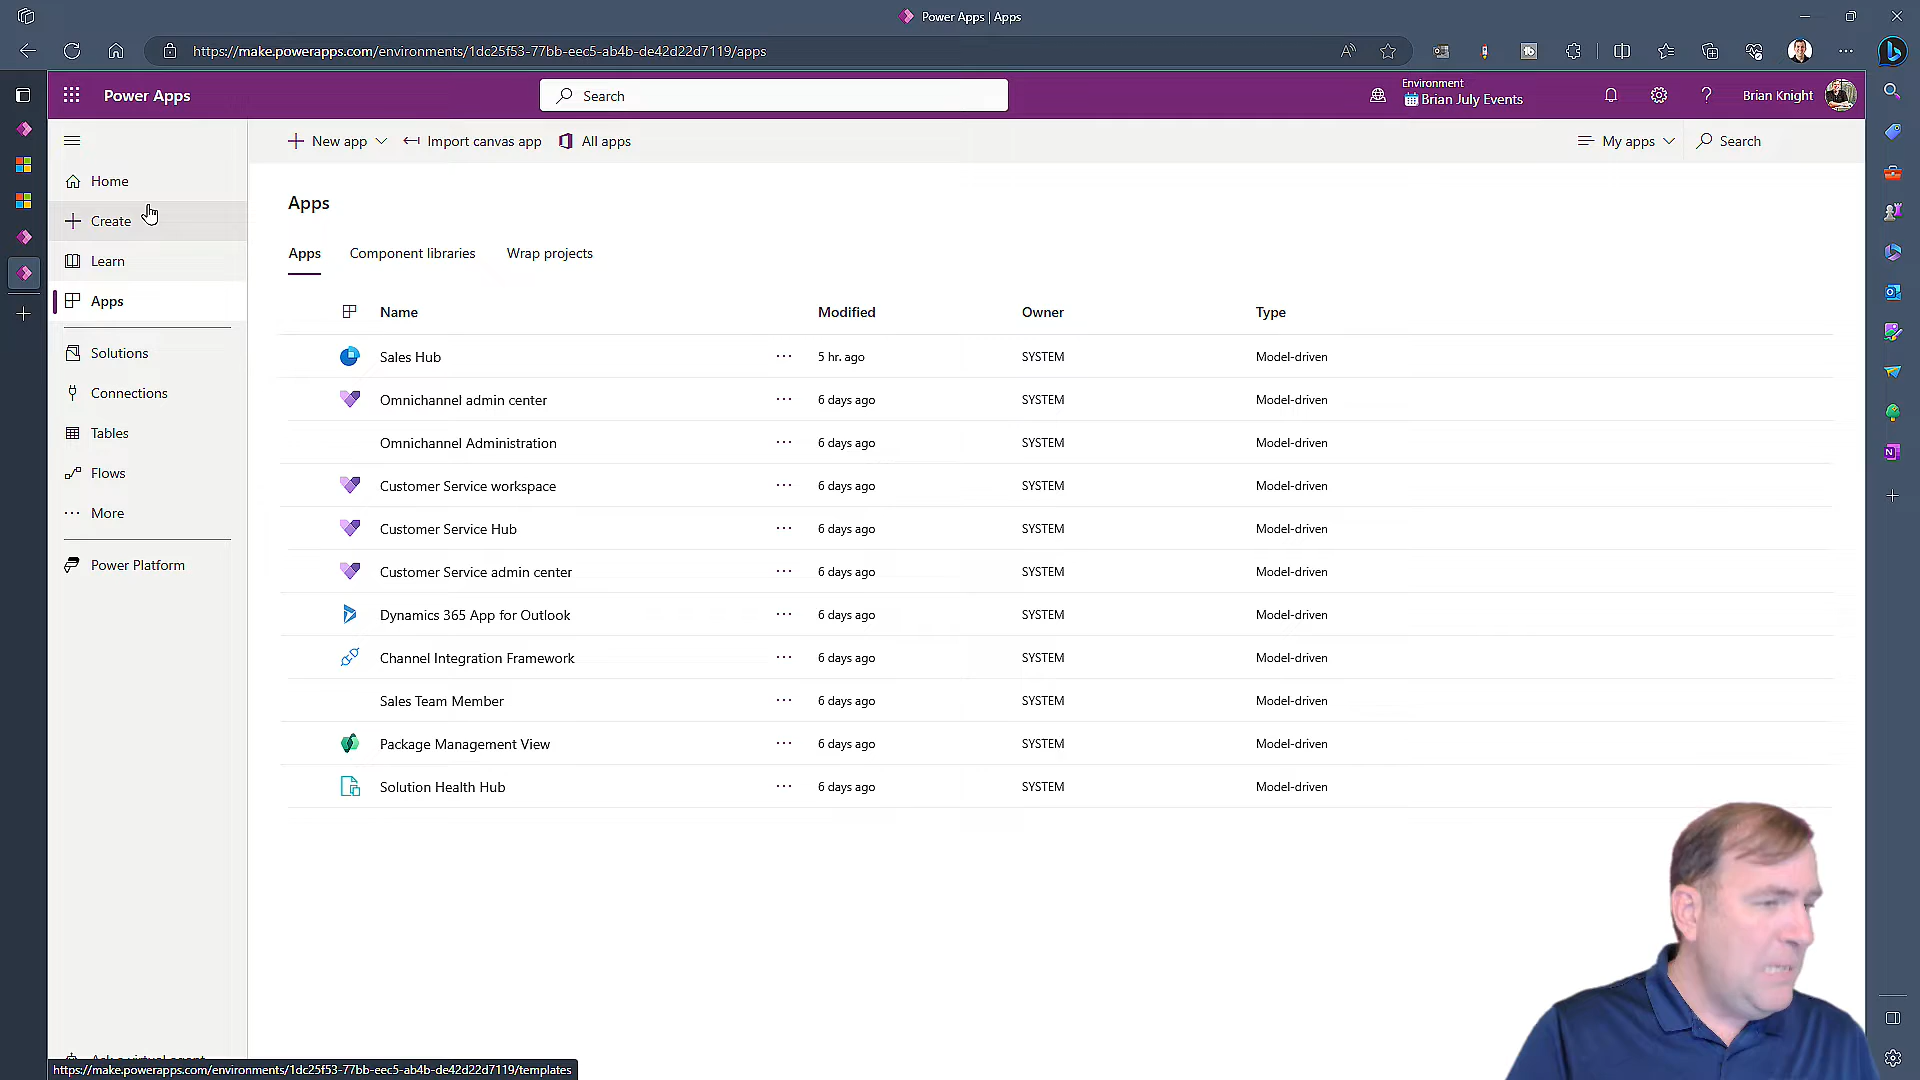 Power Apps | Apps
https://make.powerapps.com/environments/1dc25f53-77bb-eec5-ab4b-de42d22d7119/apps
Power Apps
Search
Environment
Brian July Events
Brian Knight
New app
Import canvas app
All apps
My apps
Search
Home
Create
Learn
Apps
Solutions
Connections
Tables
Flows
More
Power Platform
Apps
Apps Component libraries Wrap projects
Name Modified Owner Type
Sales Hub ... 5 hr. ago SYSTEM Model-driven
Omnichannel admin center ... 6 days ago SYSTEM Model-driven
Omnichannel Administration ... 6 days ago SYSTEM Model-driven
Customer Service workspace ... 6 days ago SYSTEM Model-driven
Customer Service Hub ... 6 days ago SYSTEM Model-driven
Customer Service admin center ... 6 days ago SYSTEM Model-driven
Dynamics 365 App for Outlook ... 6 days ago SYSTEM Model-driven
Channel Integration Framework ... 6 days ago SYSTEM Model-driven
Sales Team Member ... 6 days ago SYSTEM Model-driven
Package Management View ... 6 days ago SYSTEM Model-driven
Solution Health Hub ... 6 days ago SYSTEM Model-driven
https://make.powerapps.com/environments/1dc25f53-77bb-eec5-ab4b-de42d22d7119/templates